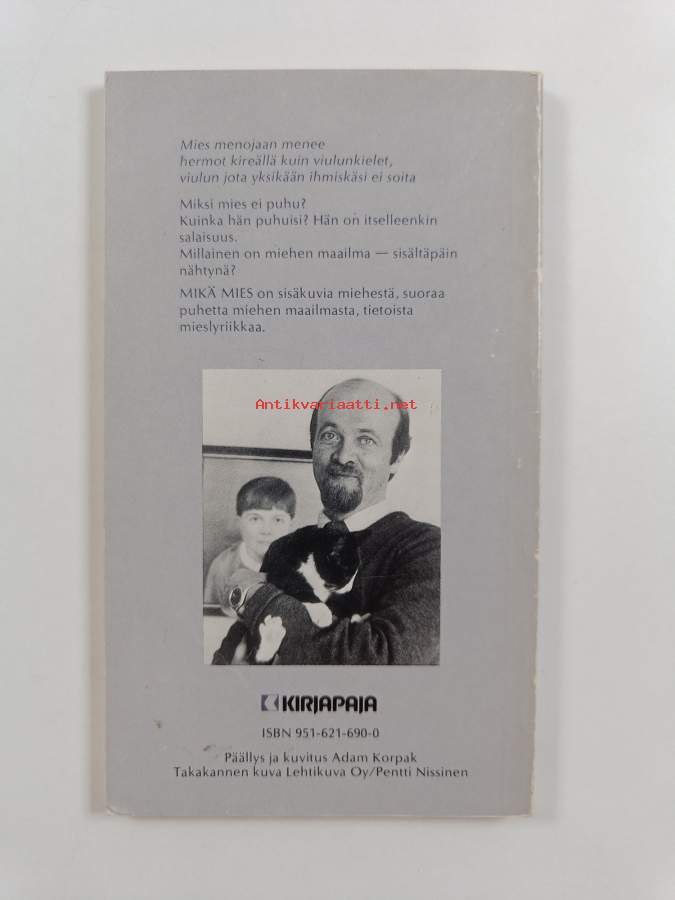 Mies menojaan menee
hermot kireällä kuin viulunkielet,
viulun jota yksikään ihmiskäsi ei soita
Miksi mies ei puhu?
Kuinka hän puhuisi? Hän on itselleenkin
salaisuus.
Millainen on miehen maailma — sisältäpäin
nähtynä?
MIKÄ MIES on sisäkuvia miehestä, suoraa
puhetta miehen maailmasta, tietoista
mieslyriikkaa.
Antikvariaatti.net
KIRJAPAJA
ISBN 951-621-690-0
Päällys ja kuvitus Adam Korpak
Takakannen kuva Lehtikuva Oy/Pentti Nissinen